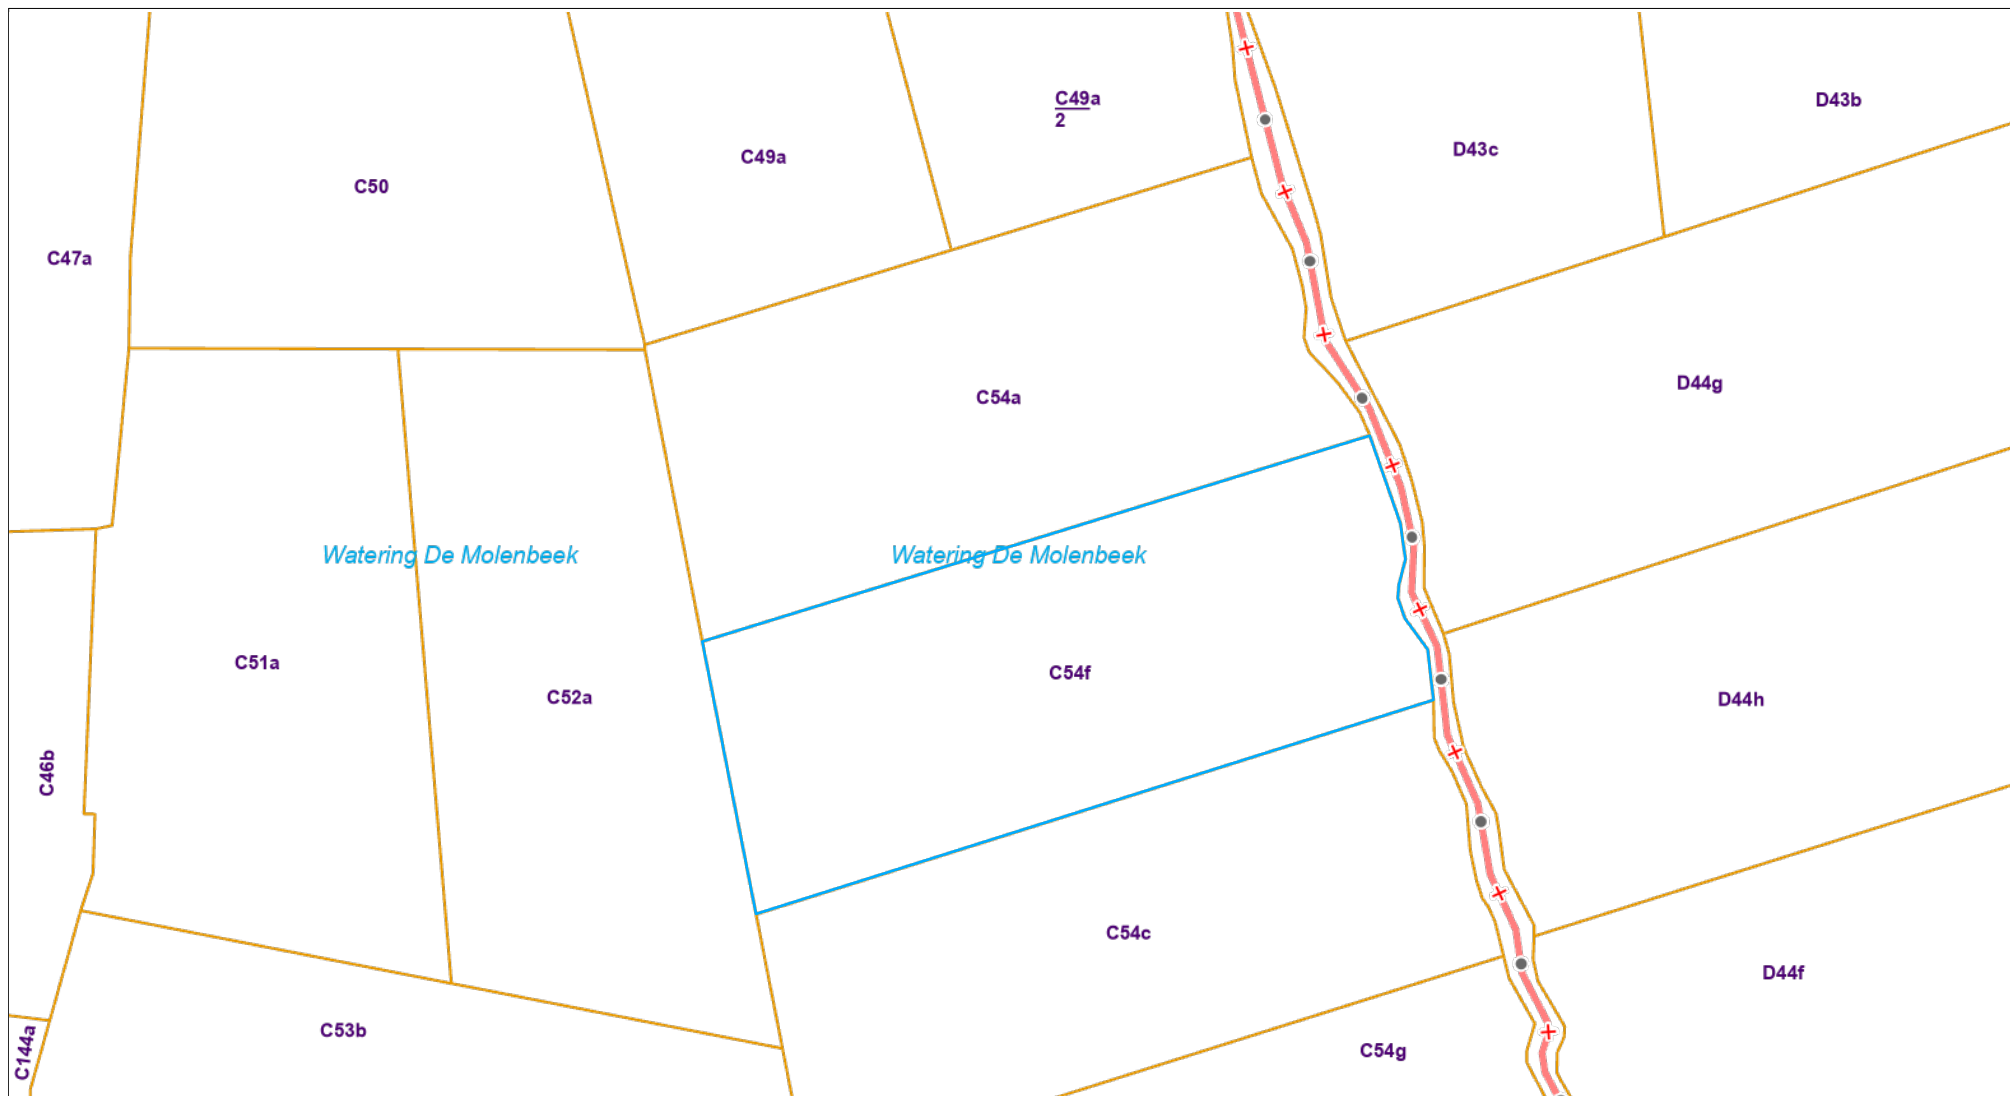 C49a
2
D43b
D43c
C49a
C50
C47a
D44g
C54a
Watering De Molenbeek
Watering De Molenbeek
C51a
C54f
C52a
D44h
C46b
C54c
D44f
C53b
C144a
C54g